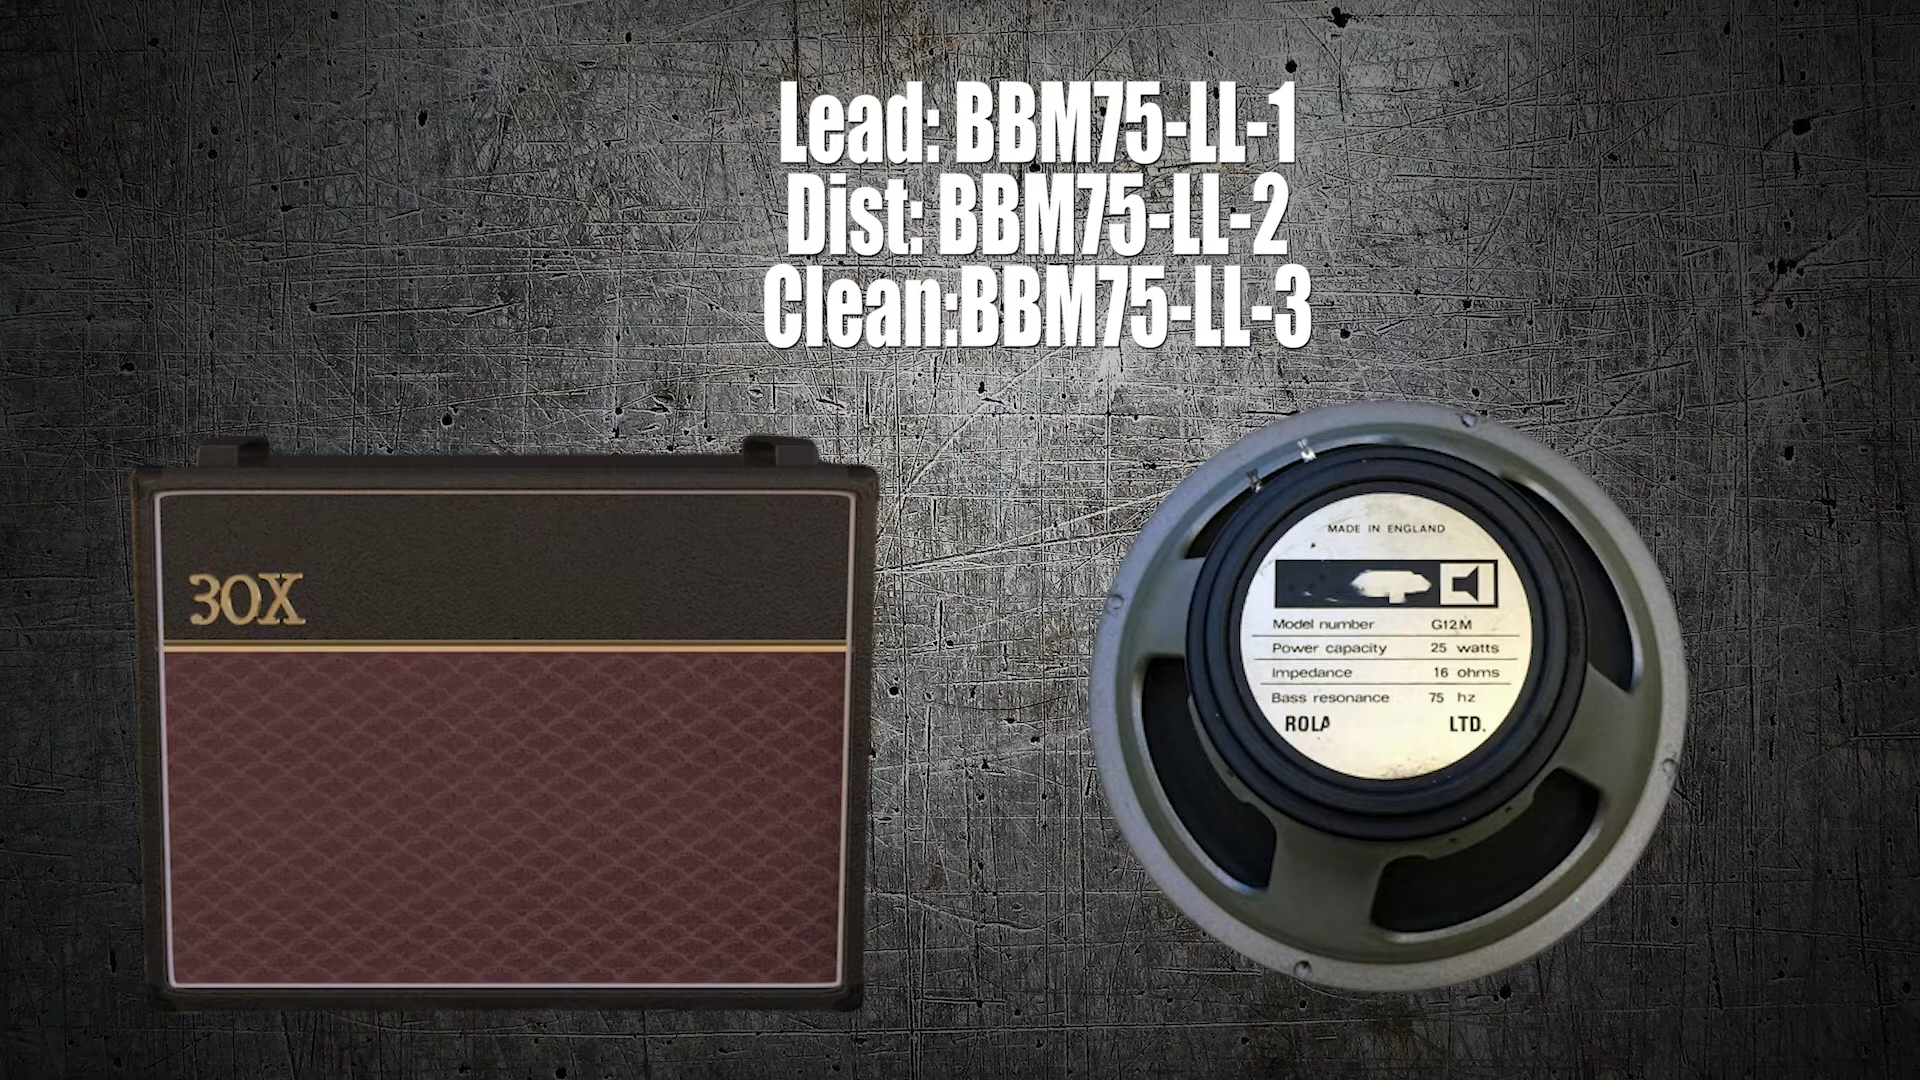 Lead: BBM75-LL-1
Dist: BBM75-LL-2
Clean:BBM75-LL-3
30X
MADE IN ENGLAND
Model number G12M
Power capacity 25 watts
Impedance 16 ohms
Bass resonance 75 hz
ROLA LTD.